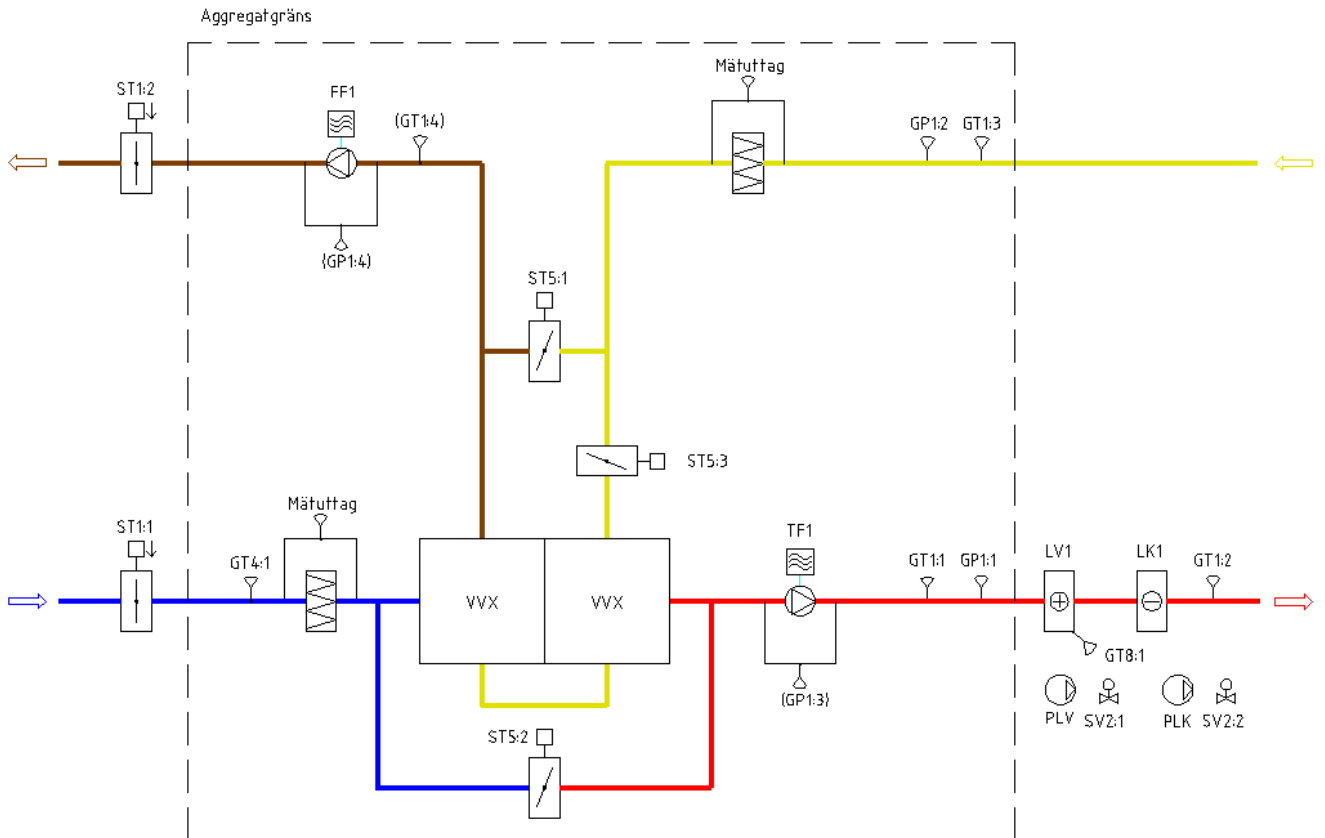 Aggregatgräns
ST1:2
FF1
(GT1:4)
Mätuttag
GP1:2
GT1:3
(GP1:4)
ST5:1
ST5:3
ST1:1
GT4:1
Mätuttag
VVX
VVX
TF1
GT1:1
GP1:1
LV1
LK1
GT1:2
GT8:1
(GP1:3)
PLV
SV2:1
PLK
SV2:2
ST5:2